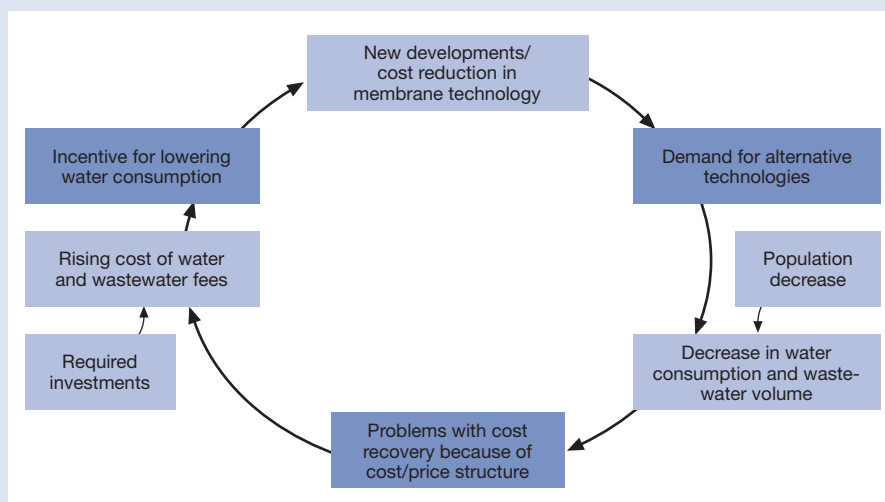 New developments/
cost reduction in
membrane technology
Incentive for lowering
water consumption
Demand for alternative
technologies
Rising cost of water
and wastewater fees
Population
decrease
Required
investments
Decrease in water
consumption and waste-
water volume
Problems with cost
recovery because of
cost/price structure